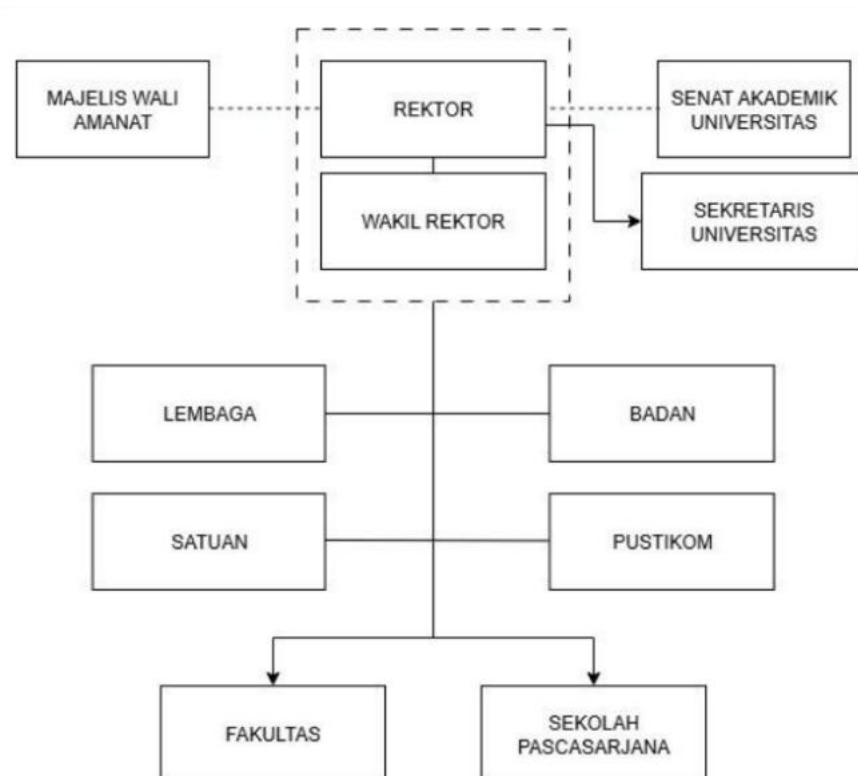 MAJELIS WALI
AMANAT
REKTOR
SENAT AKADEMIK
UNIVERSITAS
WAKIL REKTOR
SEKRETARIS
UNIVERSITAS
LEMBAGA
BADAN
SATUAN
PUSTIKOM
FAKULTAS
SEKOLAH
PASCASARJANA